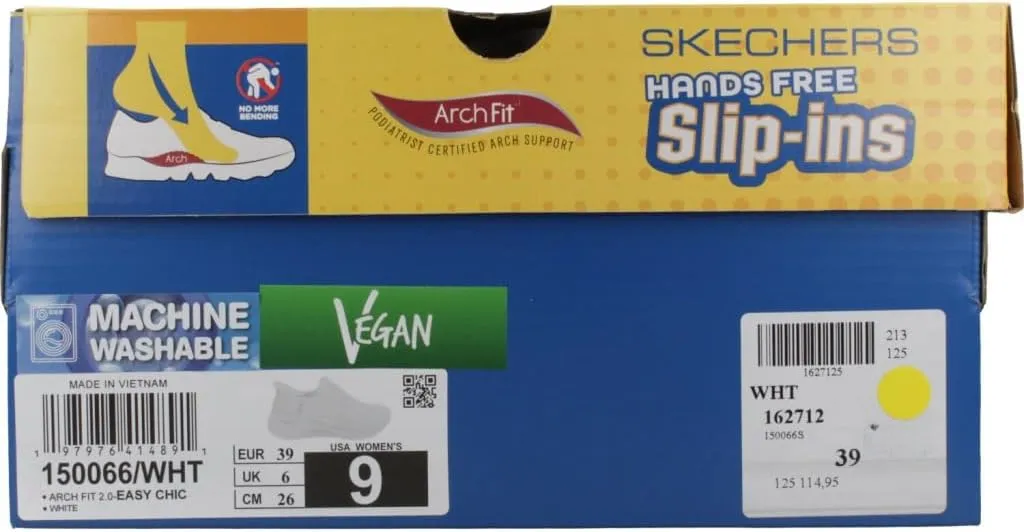 SKECHERS
HANDS FREE
Slip-ins
NO MORE
BENDING
Arch
Arch Fit
PODIATRIST CERTIFIED ARCH SUPPORT
MACHINE
WASHABLE
VEGAN
MADE IN VIETNAM
1 97976 41489 1
150066/WHT
• ARCH FIT 2.0-EASY CHIC
• WHITE
EUR 39
UK 6
CM 26
USA WOMEN'S
9
213
125
1627125
WHT
162712
150066S
39
125 114,95